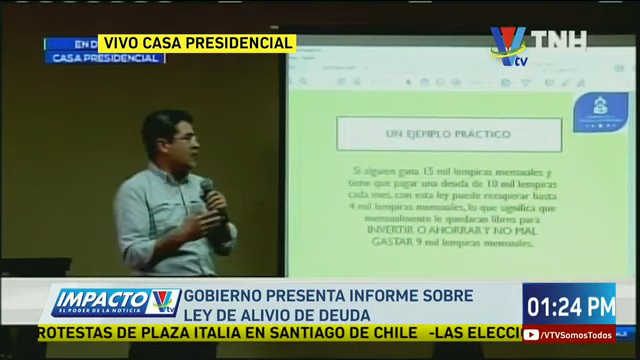 EN D
CASA PRESIDENCIAL
VIVO CASA PRESIDENCIAL
V tv TNH
UN EJEMPLO PRÁCTICO
Si alguien gana 15 mil lempiras mensuales y
tiene que pagar una deuda de 10 mil lempiras
cada mes, con esta ley puede recuperar hasta
4 mil lempiras mensuales, lo que significa que
mensualmente le quedaran libres para
INVERTIR O AHORRAR Y NO MAL
GASTAR 9 mil lempiras mensuales.
IMPACTO V tv
EL PODER DE LA NOTICIA
GOBIERNO PRESENTA INFORME SOBRE
LEY DE ALIVIO DE DEUDA
01:24 PM
ROTESTAS DE PLAZA ITALIA EN SANTIAGO DE CHILE -LAS ELECCIO
/VTVSomosTodos